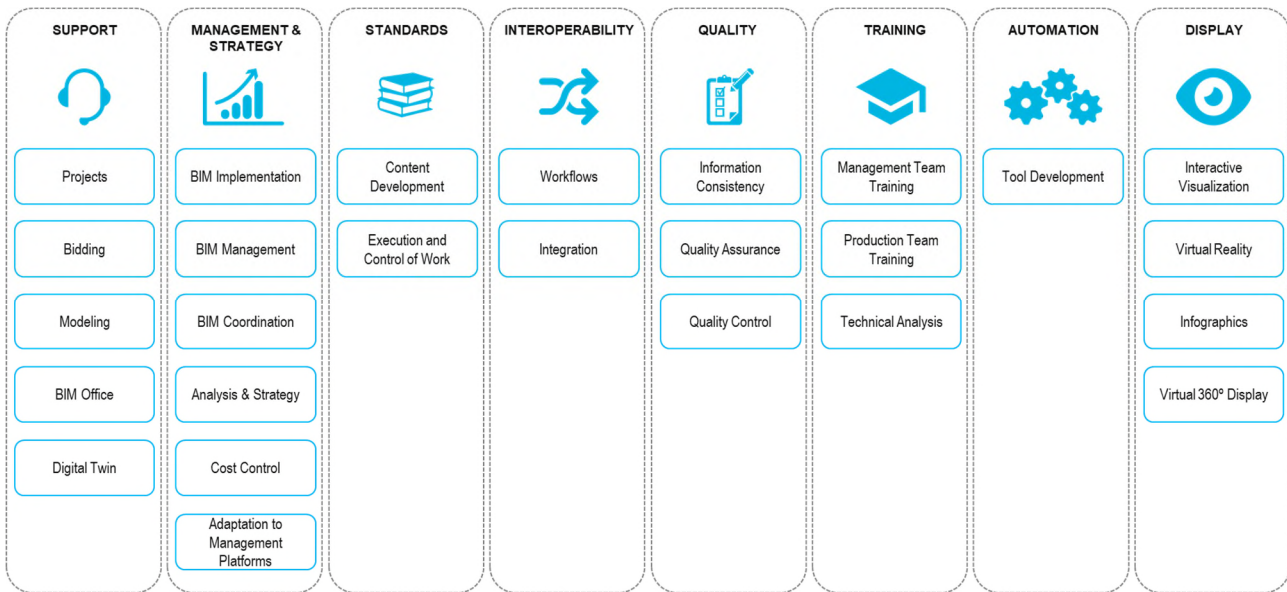 SUPPORT
Projects
Bidding
Modeling
BIM Office
Digital Twin
MANAGEMENT &
STRATEGY
BIM Implementation
BIM Management
BIM Coordination
Analysis & Strategy
Cost Control
Adaptation to
Management
Platforms
STANDARDS
Content
Development
Execution and
Control of Work
INTEROPERABILITY
Workflows
Integration
QUALITY
Information
Consistency
Quality Assurance
Quality Control
TRAINING
Management Team
Training
Production Team
Training
Technical Analysis
AUTOMATION
Tool Development
DISPLAY
Interactive
Visualization
Virtual Reality
Infographics
Virtual 360º Display